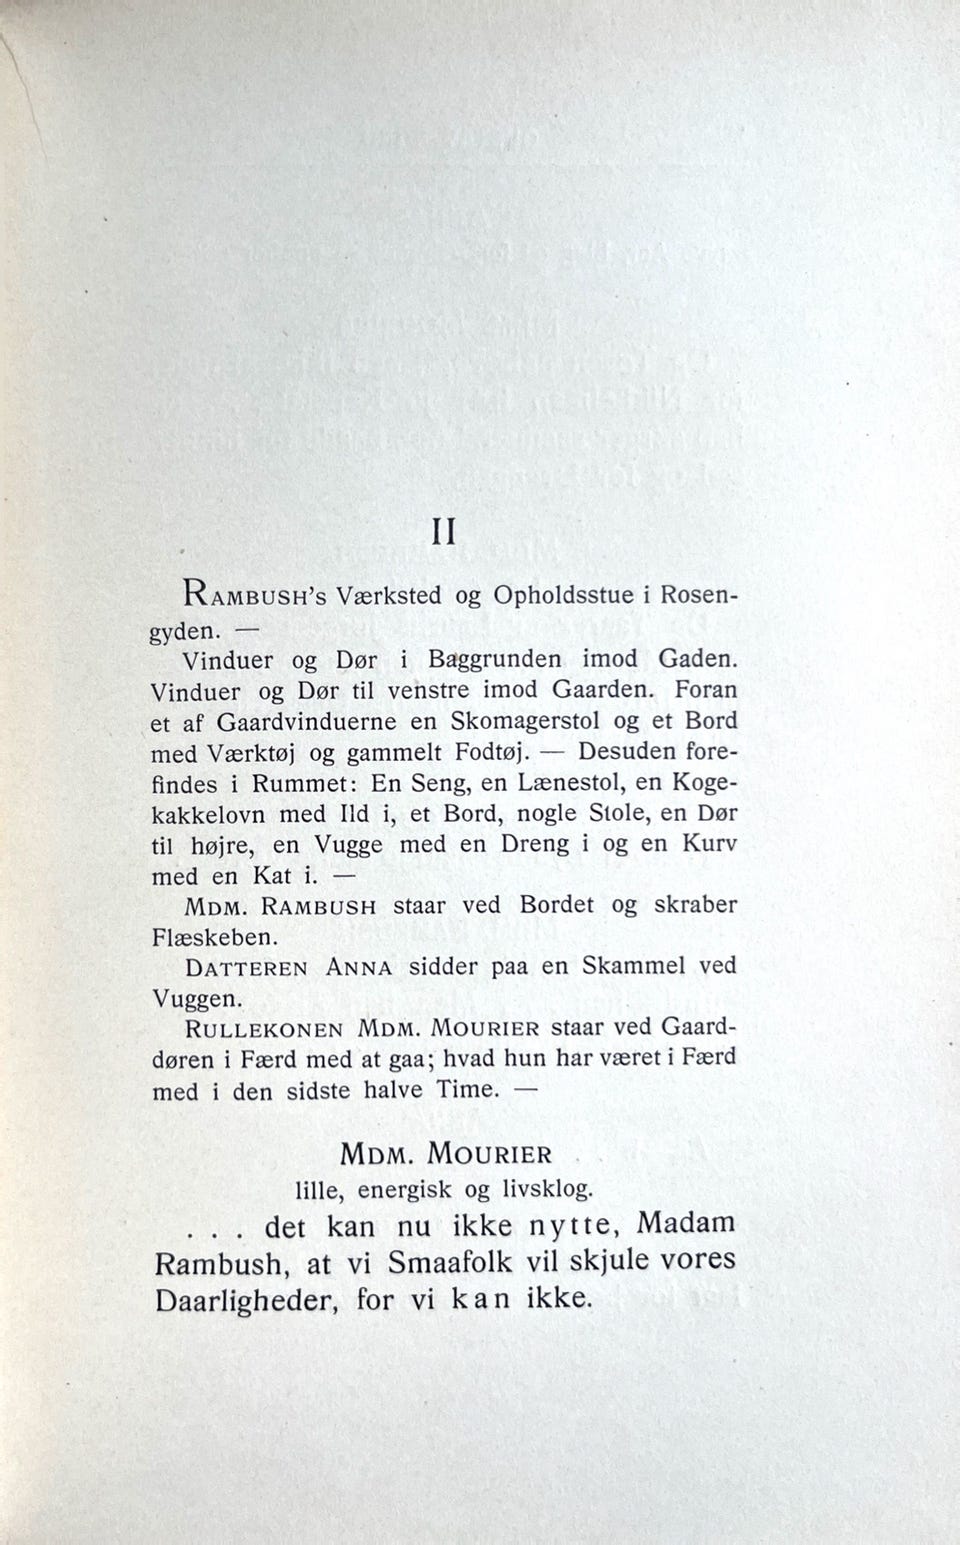 II
RAMBUSH's Værksted og Opholdsstue i Rosen-
gyden. —
Vinduer og Dør i Baggrunden imod Gaden.
Vinduer og Dør til venstre imod Gaarden. Foran
et af Gaardvinduerne en Skomagerstol og et Bord
med Værktøj og gammelt Fodtøj. — Desuden fore-
findes i Rummet: En Seng, en Lænestol, en Koge-
kakkelovn med Ild i, et Bord, nogle Stole, en Dør
til højre, en Vugge med en Dreng i og en Kurv
med en Kat i. —
MDM. RAMBUSH staar ved Bordet og skraber
Flæskeben.
DATTEREN ANNA sidder paa en Skammel ved
Vuggen.
RULLEKONEN MDM. MOURIER staar ved Gaard-
døren i Færd med at gaa; hvad hun har været i Færd
med i den sidste halve Time. —
MDM. MOURIER
lille, energisk og livsklog.
. . . det kan nu ikke nytte, Madam
Rambush, at vi Smaafolk vil skjule vores
Daarligheder, for vi kan ikke.